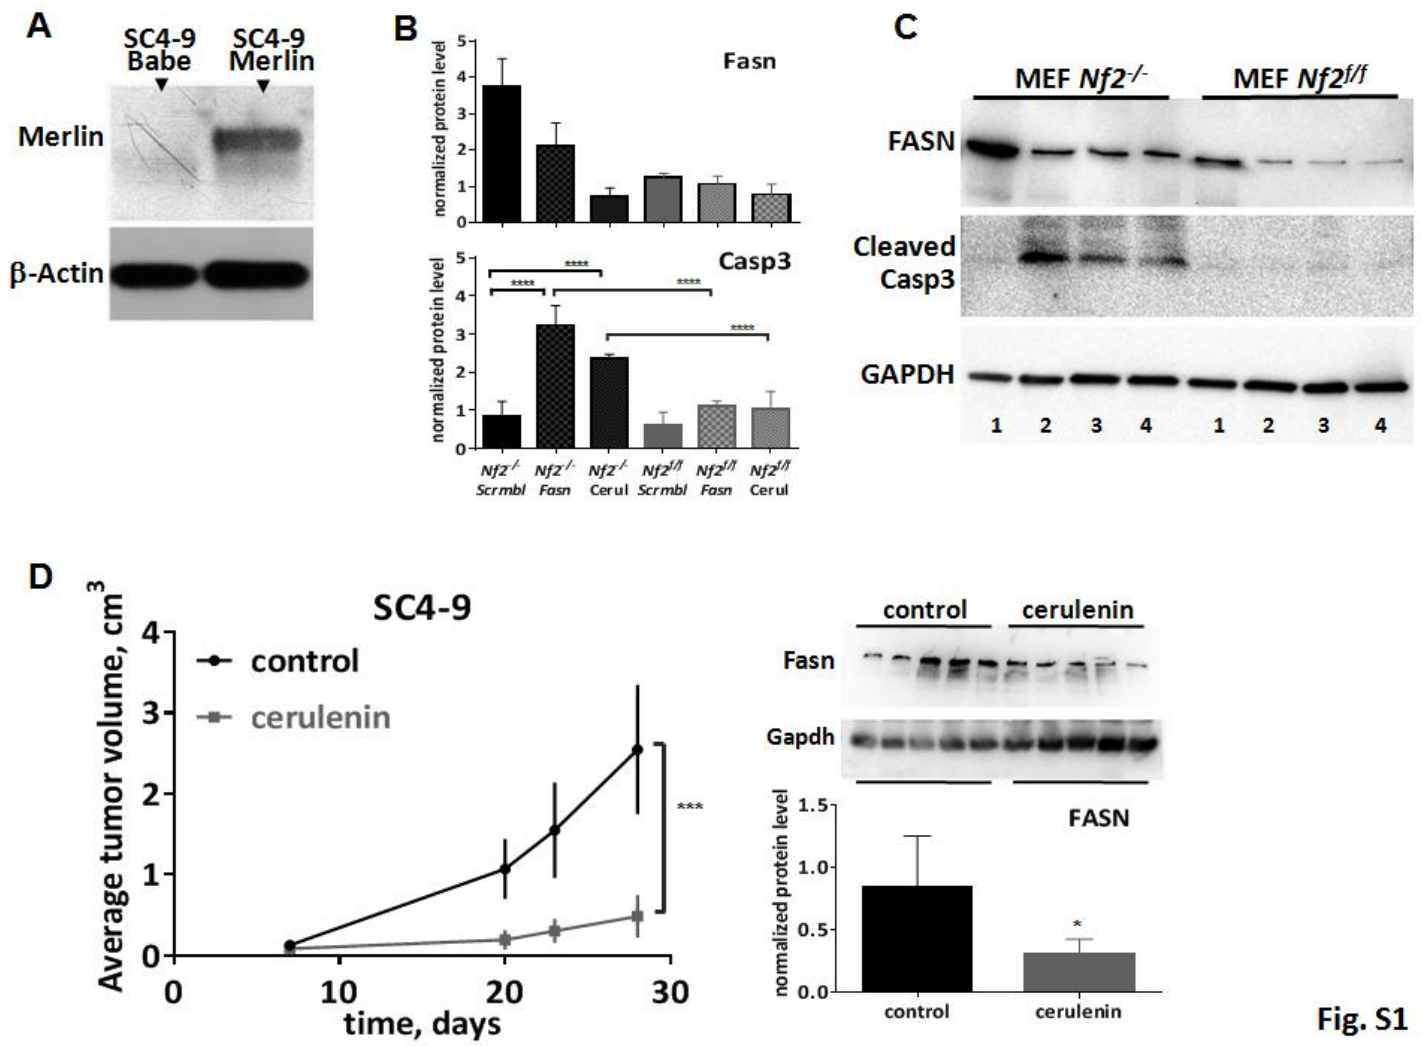 A
SC4-9 SC4-9
Babe Merlin
Merlin
β-Actin
B
Fasn
normalized protein level
5
4
3
2
1
0
Casp3
normalized protein level
5
4
3
2
1
0
****
****
****
****
Nf2-/- Nf2-/- Nf2-/- Nf2f/f Nf2f/f Nf2f/f
Scrmbl Fasn Cerul Scrmbl Fasn Cerul
C
MEF Nf2-/- MEF Nf2f/f
FASN
Cleaved
Casp3
GAPDH
1 2 3 4 1 2 3 4
D
SC4-9
Average tumor volume, cm3
4
3
2
1
0
control
cerulenin
***
0 10 20 30
time, days
control cerulenin
Fasn
Gapdh
FASN
normalized protein level
1.5
1.0
0.5
0.0
*
control cerulenin
Fig. S1